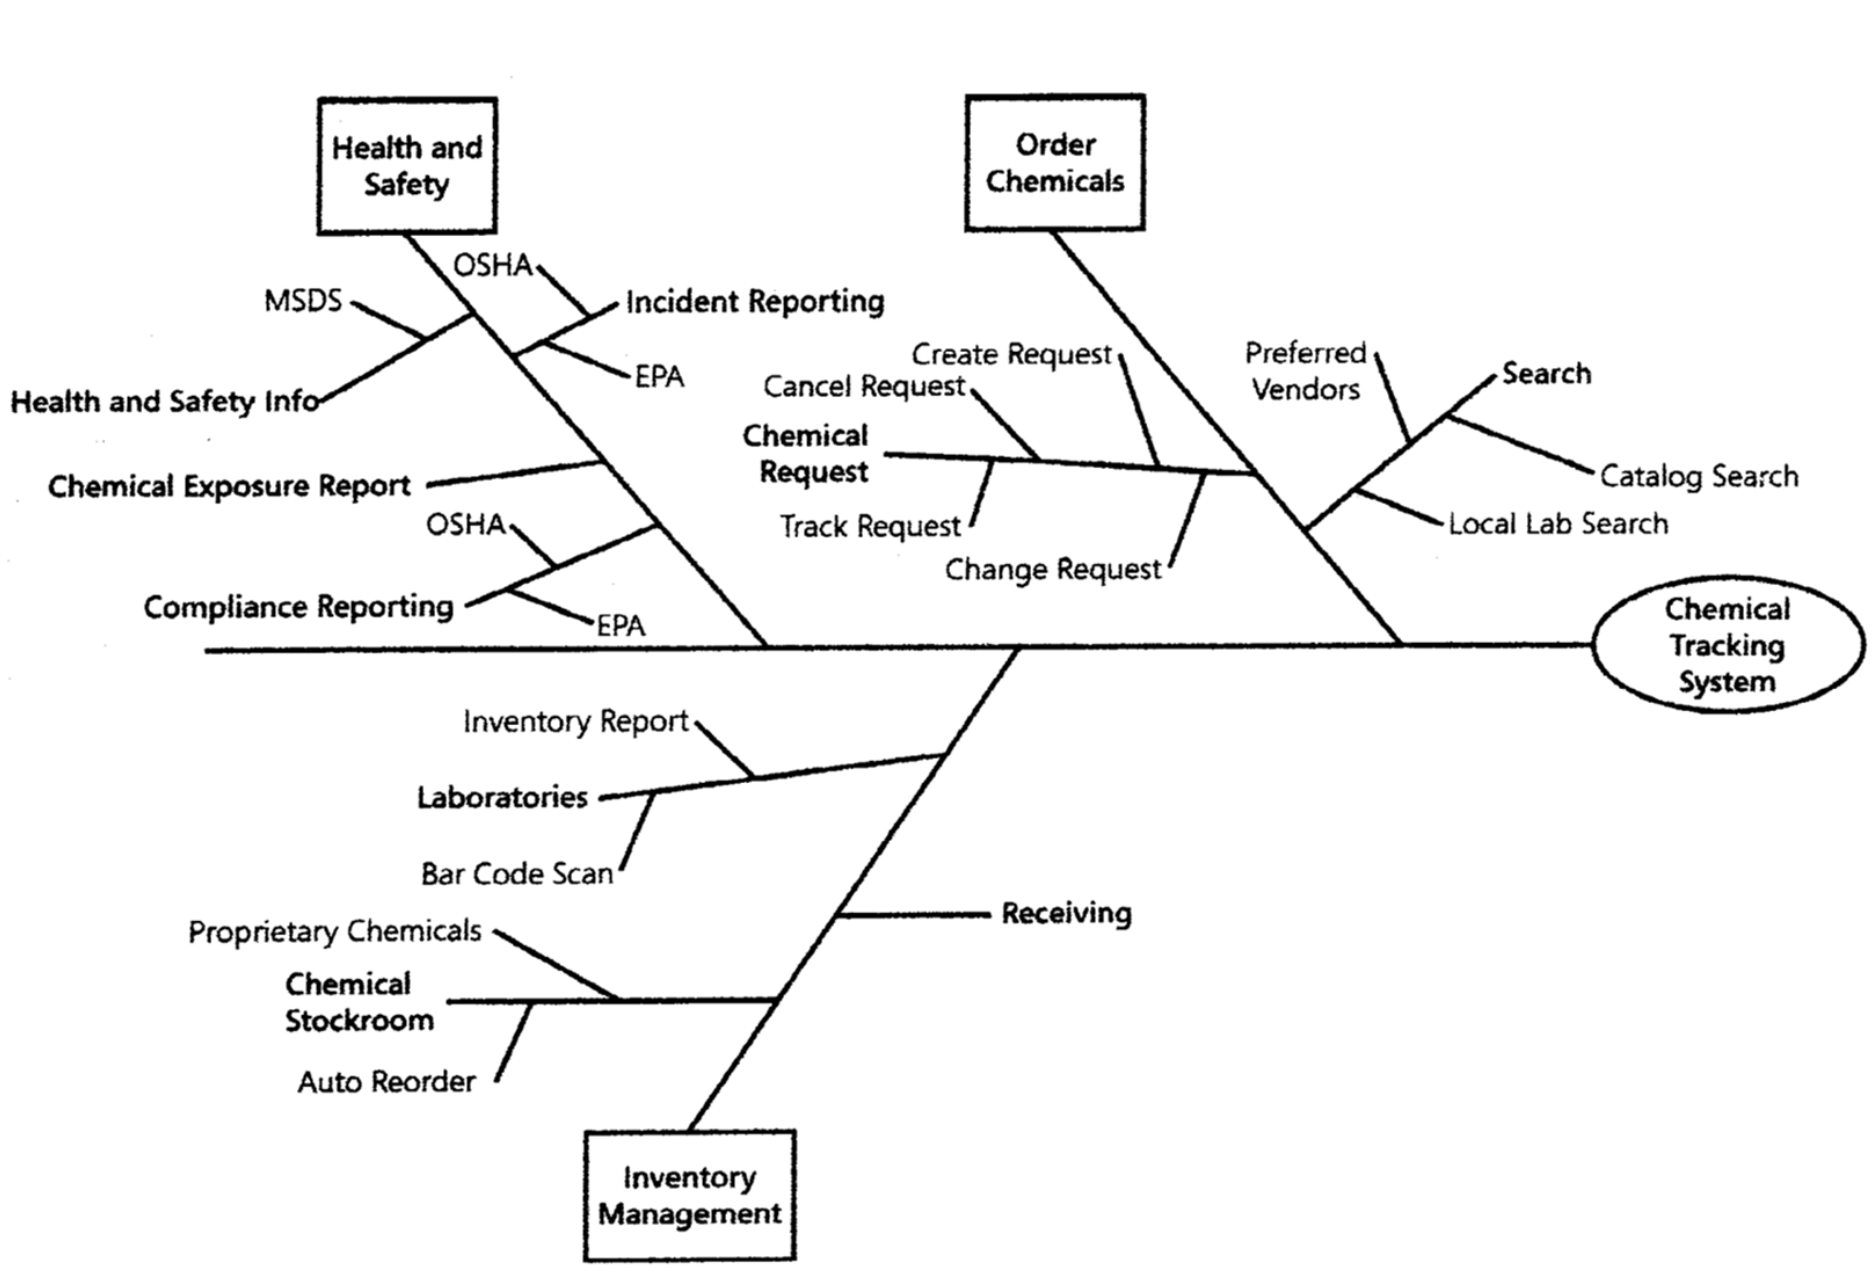 Health and
Safety
Order
Chemicals
OSHA
MSDS
Incident Reporting
EPA
Health and Safety Info
Chemical Exposure Report
OSHA
Compliance Reporting
EPA
Create Request
Cancel Request
Chemical
Request
Track Request
Change Request
Preferred
Vendors
Search
Catalog Search
Local Lab Search
Chemical
Tracking
System
Inventory Report
Laboratories
Bar Code Scan
Receiving
Proprietary Chemicals
Chemical
Stockroom
Auto Reorder
Inventory
Management